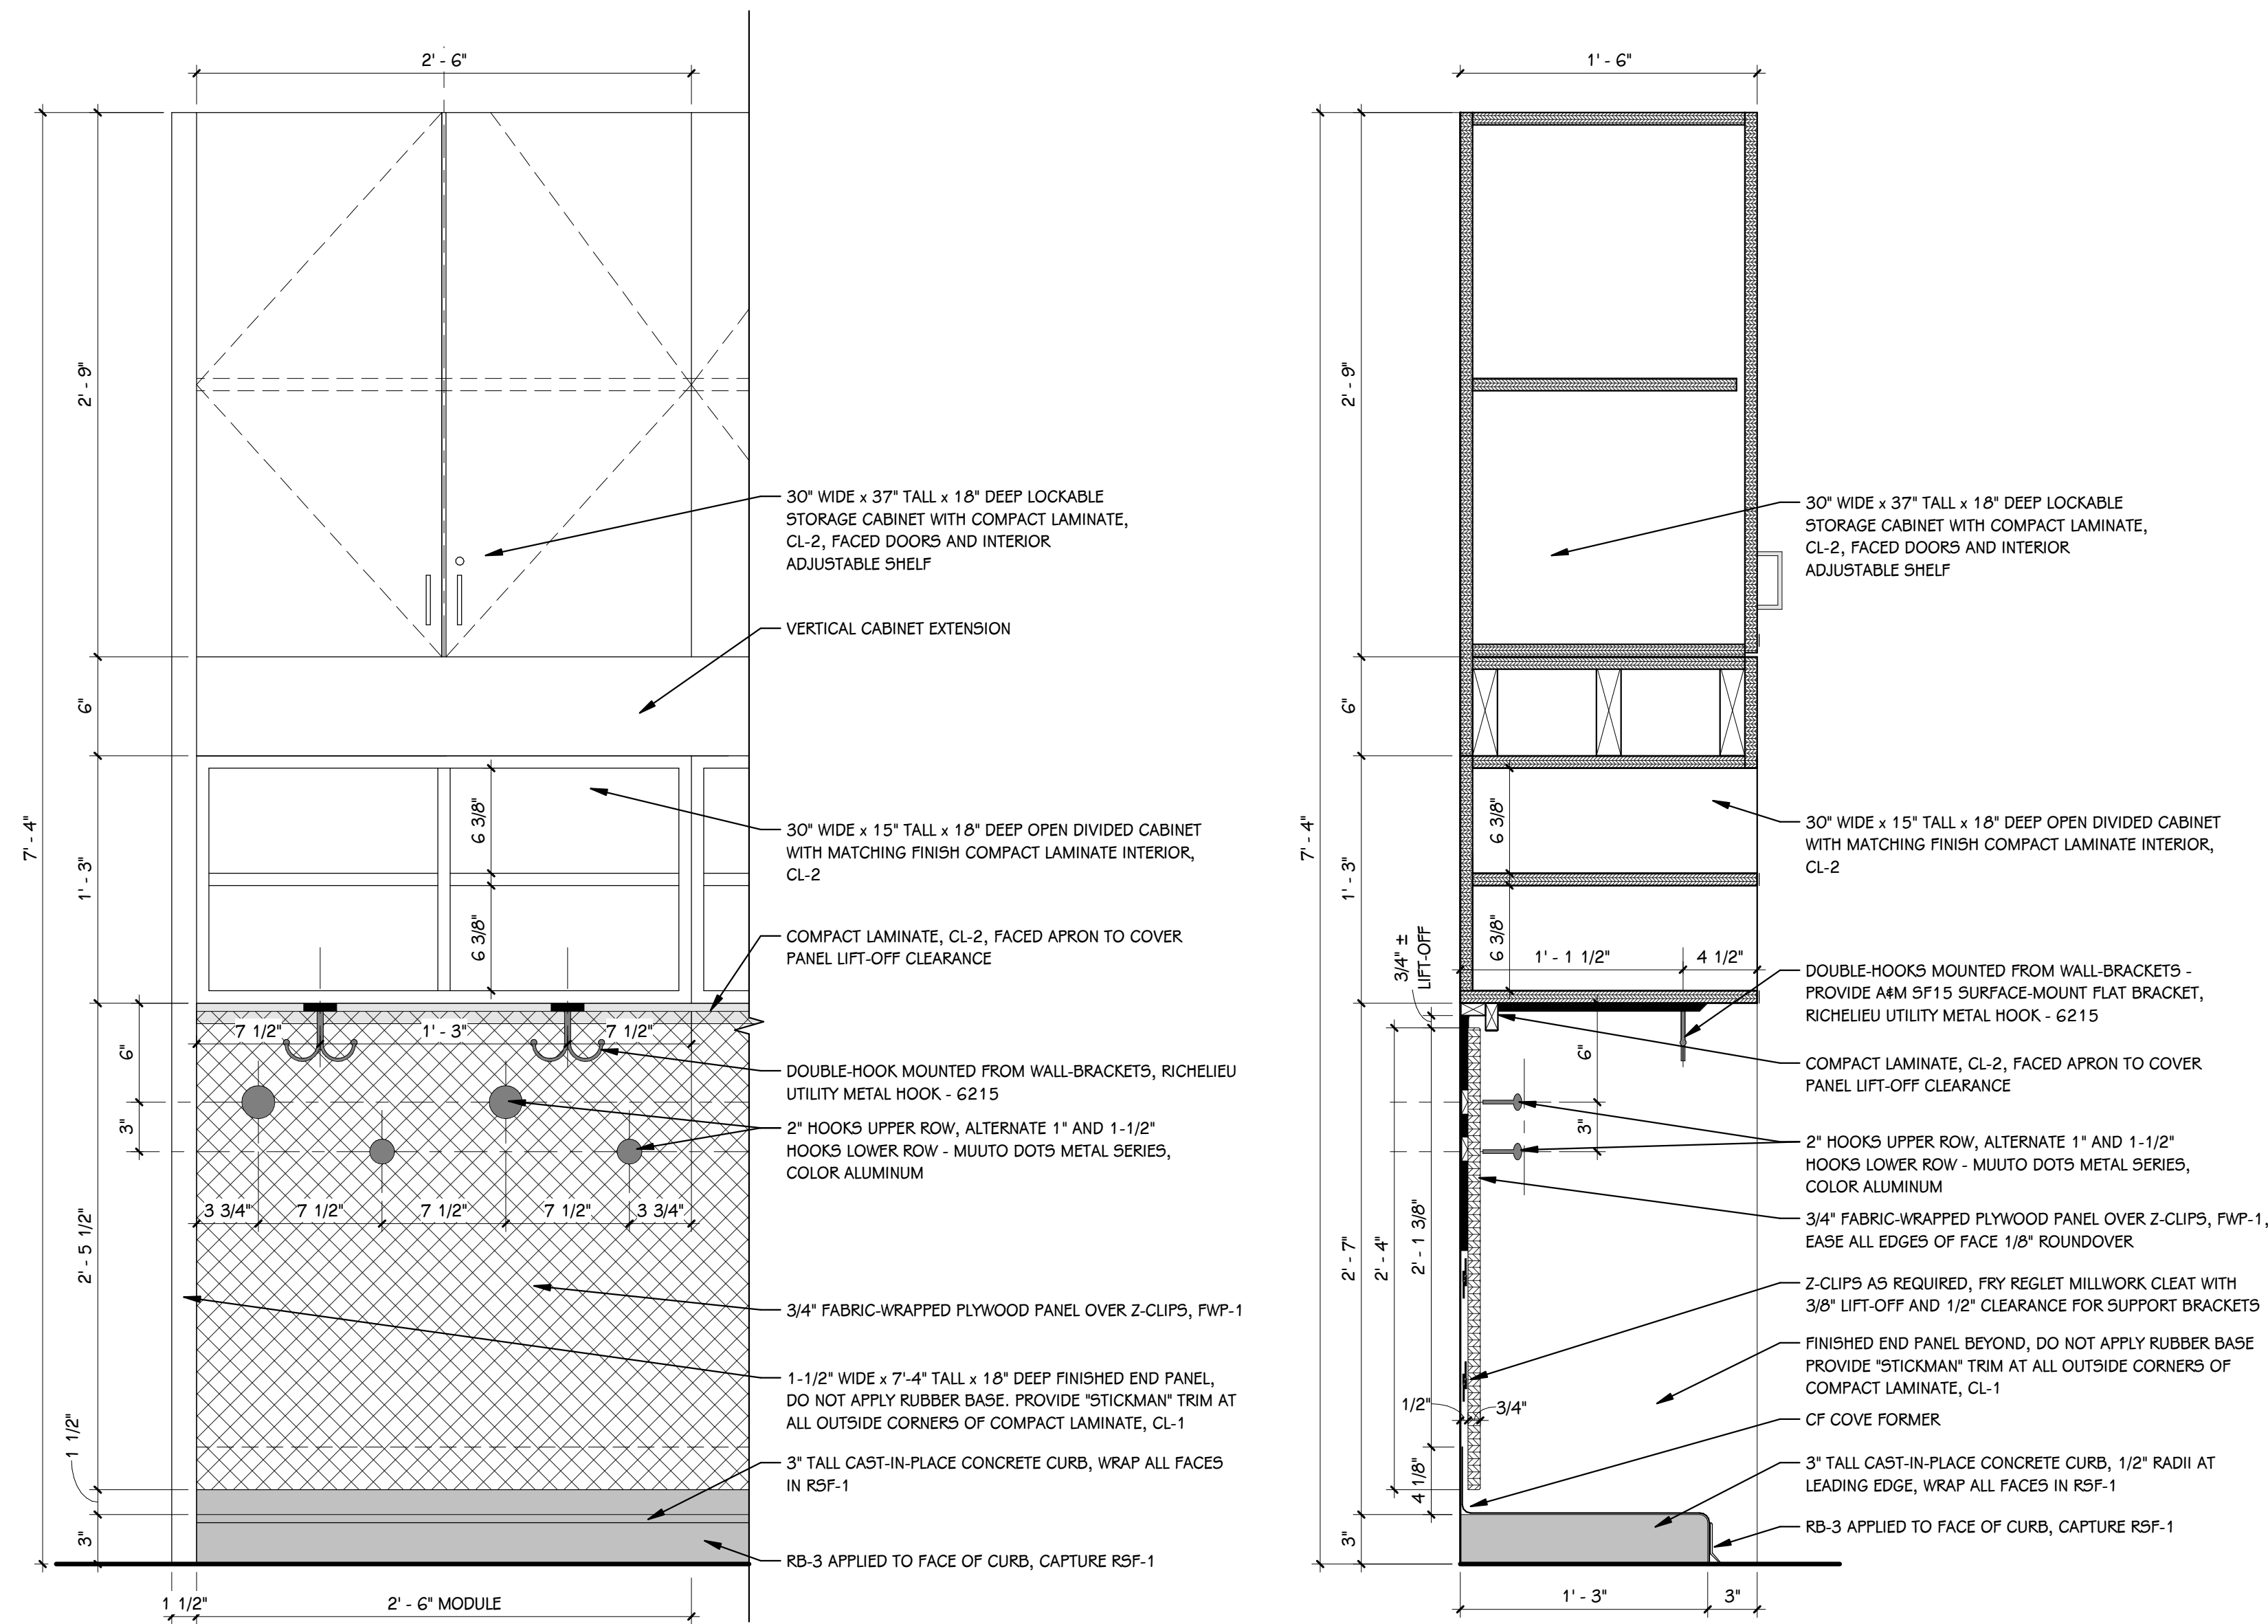 2' - 6"
7' - 4"
2' - 9"
6"
1' - 3"
6 3/8"
6 3/8"
7 1/2"
1' - 3"
7 1/2"
6"
3"
3 3/4"
7 1/2"
7 1/2"
7 1/2"
3 3/4"
2' - 5 1/2"
1 1/2"
3"
1 1/2"
2' - 6" MODULE
30" WIDE x 37" TALL x 18" DEEP LOCKABLE
STORAGE CABINET WITH COMPACT LAMINATE,
CL-2, FACED DOORS AND INTERIOR
ADJUSTABLE SHELF
VERTICAL CABINET EXTENSION
30" WIDE x 15" TALL x 18" DEEP OPEN DIVIDED CABINET
WITH MATCHING FINISH COMPACT LAMINATE INTERIOR,
CL-2
COMPACT LAMINATE, CL-2, FACED APRON TO COVER
PANEL LIFT-OFF CLEARANCE
DOUBLE-HOOK MOUNTED FROM WALL-BRACKETS, RICHELIEU
UTILITY METAL HOOK - 6215
2" HOOKS UPPER ROW, ALTERNATE 1" AND 1-1/2"
HOOKS LOWER ROW - MUUTO DOTS METAL SERIES,
COLOR ALUMINUM
3/4" FABRIC-WRAPPED PLYWOOD PANEL OVER Z-CLIPS, FWP-1
1-1/2" WIDE x 7'-4" TALL x 18" DEEP FINISHED END PANEL,
DO NOT APPLY RUBBER BASE. PROVIDE "STICKMAN" TRIM AT
ALL OUTSIDE CORNERS OF COMPACT LAMINATE, CL-1
3" TALL CAST-IN-PLACE CONCRETE CURB, WRAP ALL FACES
IN RSF-1
RB-3 APPLIED TO FACE OF CURB, CAPTURE RSF-1
1' - 6"
7' - 4"
2' - 9"
6"
1' - 3"
6 3/8"
6 3/8"
3/4" ±
LIFT-OFF
1' - 1 1/2"
4 1/2"
6"
3"
2' - 7"
2' - 4"
2' - 1 3/8"
1/2"
3/4"
4 1/8"
3"
1' - 3"
3"
30" WIDE x 37" TALL x 18" DEEP LOCKABLE
STORAGE CABINET WITH COMPACT LAMINATE,
CL-2, FACED DOORS AND INTERIOR
ADJUSTABLE SHELF
30" WIDE x 15" TALL x 18" DEEP OPEN DIVIDED CABINET
WITH MATCHING FINISH COMPACT LAMINATE INTERIOR,
CL-2
DOUBLE-HOOKS MOUNTED FROM WALL-BRACKETS -
PROVIDE A&M SF15 SURFACE-MOUNT FLAT BRACKET,
RICHELIEU UTILITY METAL HOOK - 6215
COMPACT LAMINATE, CL-2, FACED APRON TO COVER
PANEL LIFT-OFF CLEARANCE
2" HOOKS UPPER ROW, ALTERNATE 1" AND 1-1/2"
HOOKS LOWER ROW - MUUTO DOTS METAL SERIES,
COLOR ALUMINUM
3/4" FABRIC-WRAPPED PLYWOOD PANEL OVER Z-CLIPS, FWP-1,
EASE ALL EDGES OF FACE 1/8" ROUNDOVER
Z-CLIPS AS REQUIRED, FRY REGLET MILLWORK CLEAT WITH
3/8" LIFT-OFF AND 1/2" CLEARANCE FOR SUPPORT BRACKETS
FINISHED END PANEL BEYOND, DO NOT APPLY RUBBER BASE
PROVIDE "STICKMAN" TRIM AT ALL OUTSIDE CORNERS OF
COMPACT LAMINATE, CL-1
CF COVE FORMER
3" TALL CAST-IN-PLACE CONCRETE CURB, 1/2" RADII AT
LEADING EDGE, WRAP ALL FACES IN RSF-1
RB-3 APPLIED TO FACE OF CURB, CAPTURE RSF-1